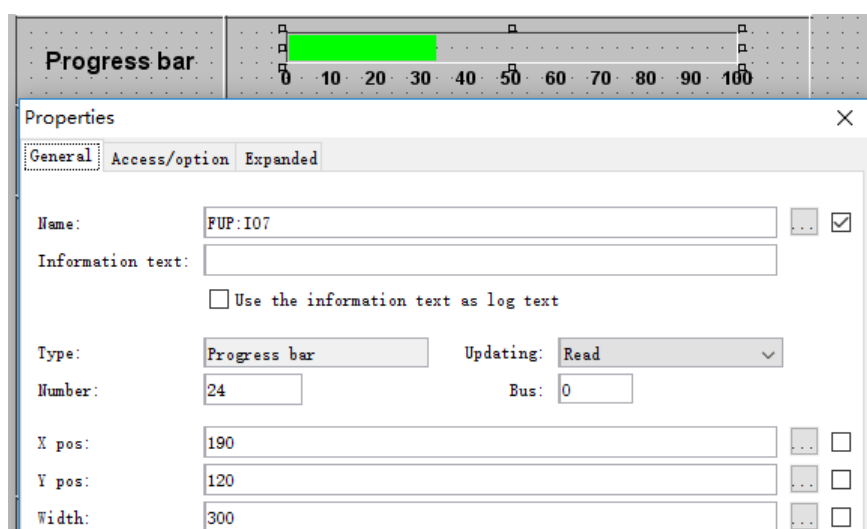 Progress bar
0 10 20 30 40 50 60 70 80 90 100
Properties
General Access/option Expanded
Name: FUP:I07 ...
Information text:
Use the information text as log text
Type: Progress bar Updating: Read
Number: 24 Bus: 0
X pos: 190 ...
Y pos: 120 ...
Width: 300 ...